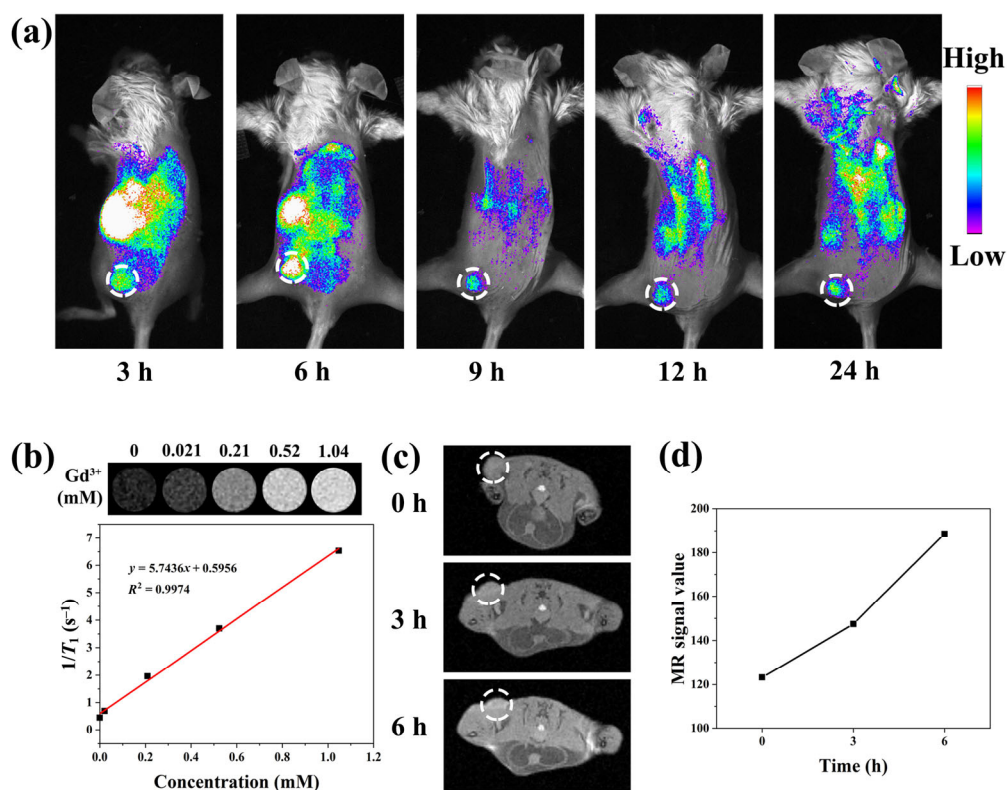 (a)
High
Low
3 h
6 h
9 h
12 h
24 h
(b)
0 0.021 0.21 0.52 1.04
Gd³⁺
(mM)
7
6
5
4
3
2
1
0
y = 5.7436x + 0.5956
R² = 0.9974
1/T₁ (s⁻¹)
0.0 0.2 0.4 0.6 0.8 1.0 1.2
Concentration (mM)
(c)
0 h
3 h
6 h
(d)
200
180
160
140
120
100
MR signal value
0 3 6
Time (h)